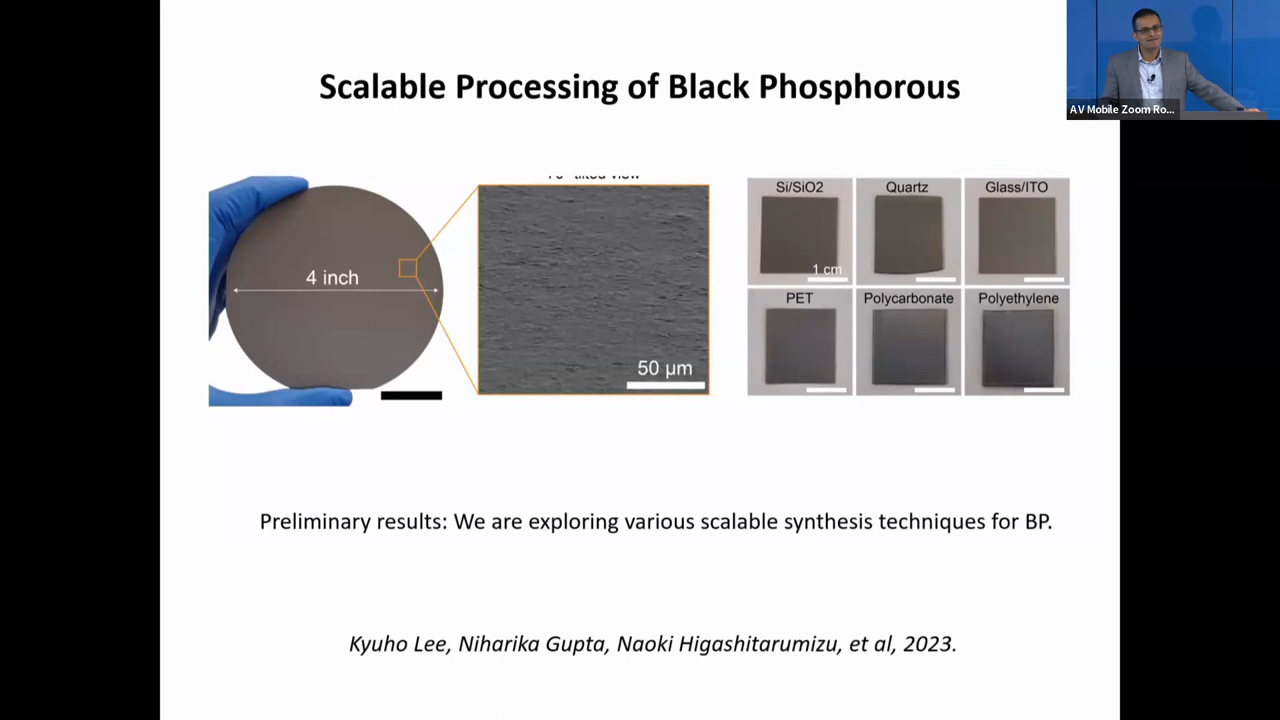 Scalable Processing of Black Phosphorous
AV Mobile Zoom Ro...
tilted view
4 inch
50 μm
Si/SiO2
Quartz
Glass/ITO
1 cm
PET
Polycarbonate
Polyethylene
Preliminary results: We are exploring various scalable synthesis techniques for BP.
Kyuho Lee, Niharika Gupta, Naoki Higashitarumizu, et al, 2023.